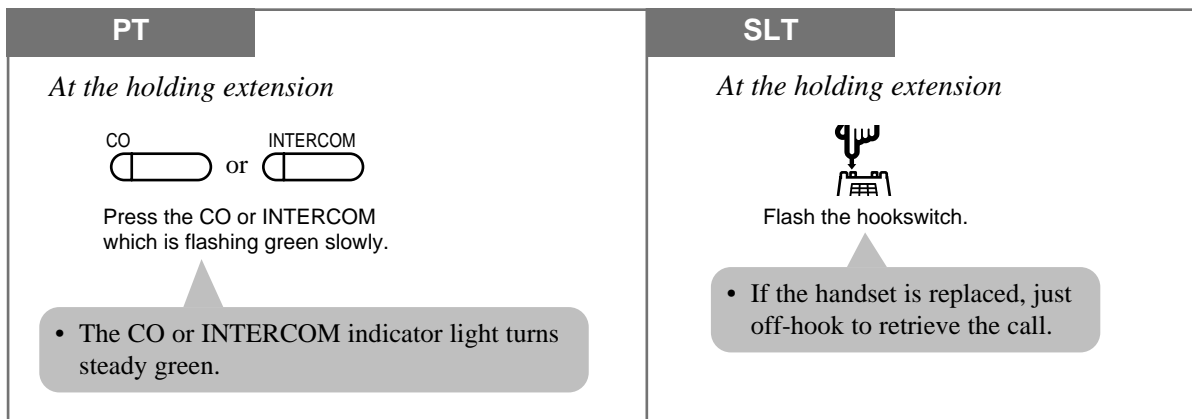 PT
At the holding extension
CO
or
INTERCOM
Press the CO or INTERCOM
which is flashing green slowly.
• The CO or INTERCOM indicator light turns
steady green.
SLT
At the holding extension
Flash the hookswitch.
• If the handset is replaced, just
off-hook to retrieve the call.